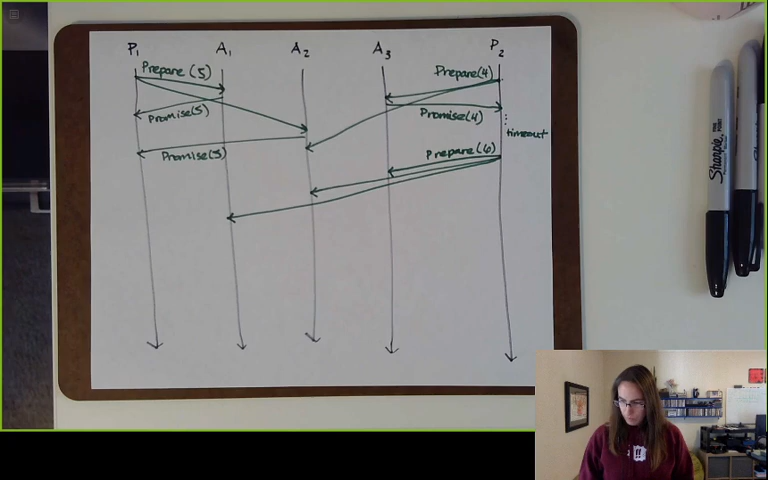 P₁ A₁ A₂ A₃ P₂
Prepare (5)
Prepare(4)
Promise(5)
Promise(4)
timeout
Promise(5)
Prepare(6)
Sharpie
!!